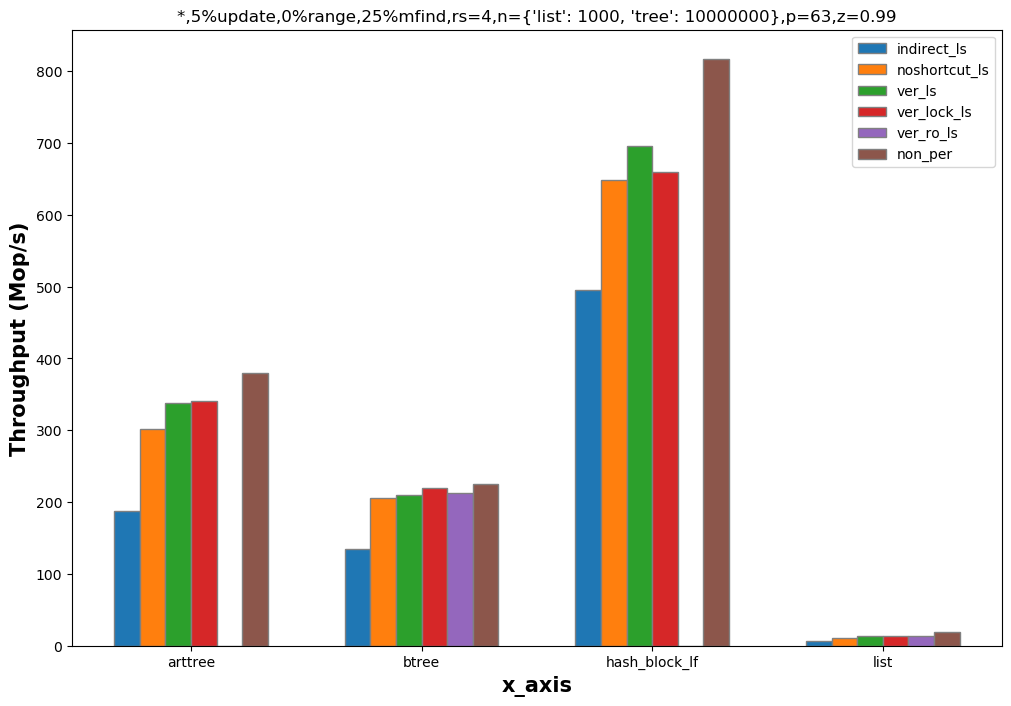 *,5%update,0%range,25%mfind,rs=4,n={'list': 1000, 'tree': 10000000},p=63,z=0.99
indirect_ls
noshortcut_ls
ver_ls
ver_lock_ls
ver_ro_ls
non_per
Throughput (Mop/s)
800
700
600
500
400
300
200
100
0
arttree btree hash_block_lf list
x_axis